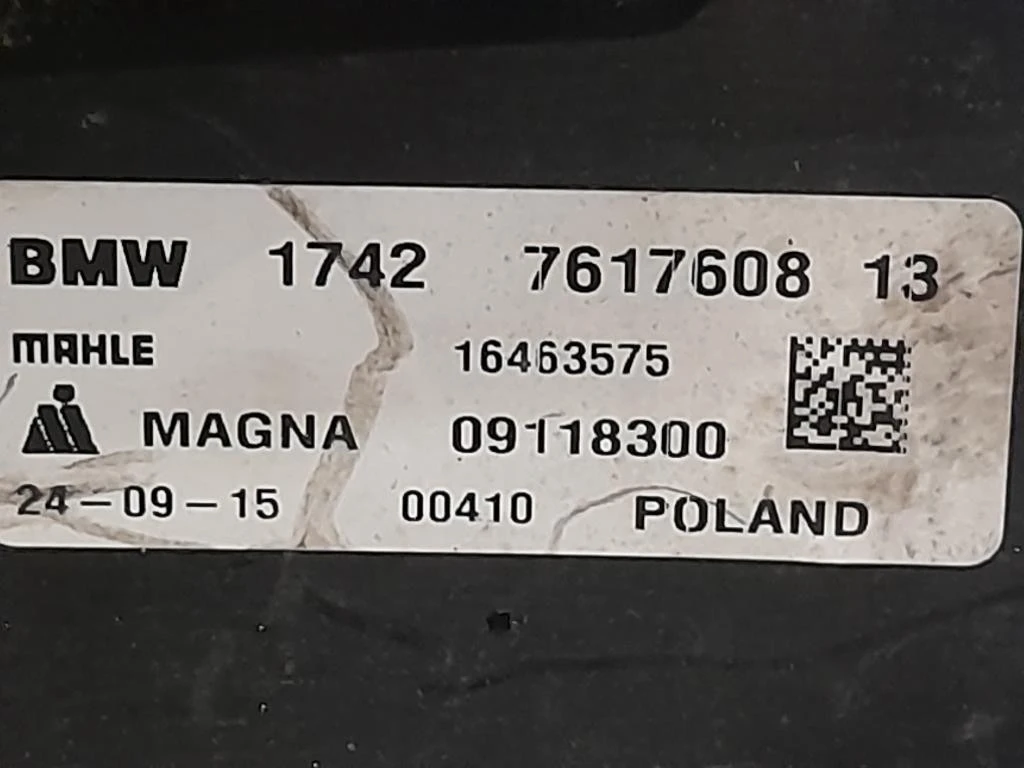 BMW 1742 7617608 13
MAHLE 16463575
MAGNA 09118300
24-09-15 00410 POLAND